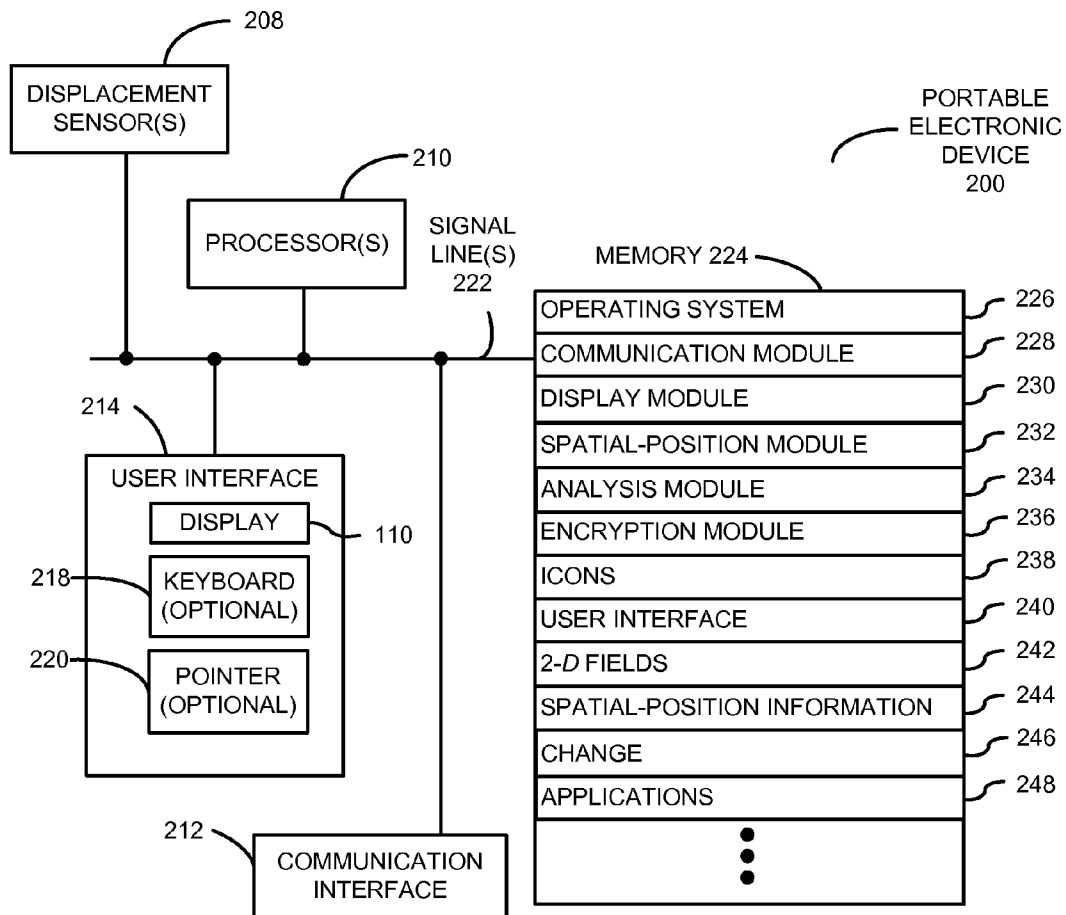 208
DISPLACEMENT
SENSOR(S)
PORTABLE
ELECTRONIC
DEVICE
200
210
PROCESSOR(S)
SIGNAL
LINE(S)
222
MEMORY 224
OPERATING SYSTEM
226
COMMUNICATION MODULE
228
DISPLAY MODULE
230
SPATIAL-POSITION MODULE
232
ANALYSIS MODULE
234
ENCRYPTION MODULE
236
ICONS
238
USER INTERFACE
240
2-D FIELDS
242
SPATIAL-POSITION INFORMATION
244
CHANGE
246
APPLICATIONS
248
214
USER INTERFACE
DISPLAY
110
218
KEYBOARD
(OPTIONAL)
220
POINTER
(OPTIONAL)
212
COMMUNICATION
INTERFACE